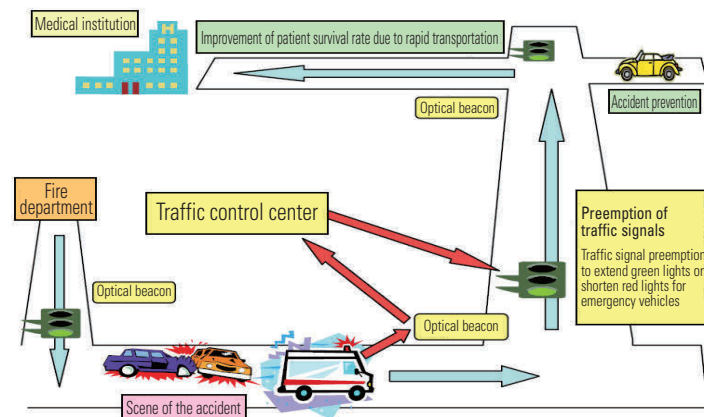 Medical institution
H
Improvement of patient survival rate due to rapid transportation
Optical beacon
Accident prevention
Fire
department
Traffic control center
Preemption of
traffic signals
Traffic signal preemption
to extend green lights or
shorten red lights for
emergency vehicles
Optical beacon
Optical beacon
Scene of the accident